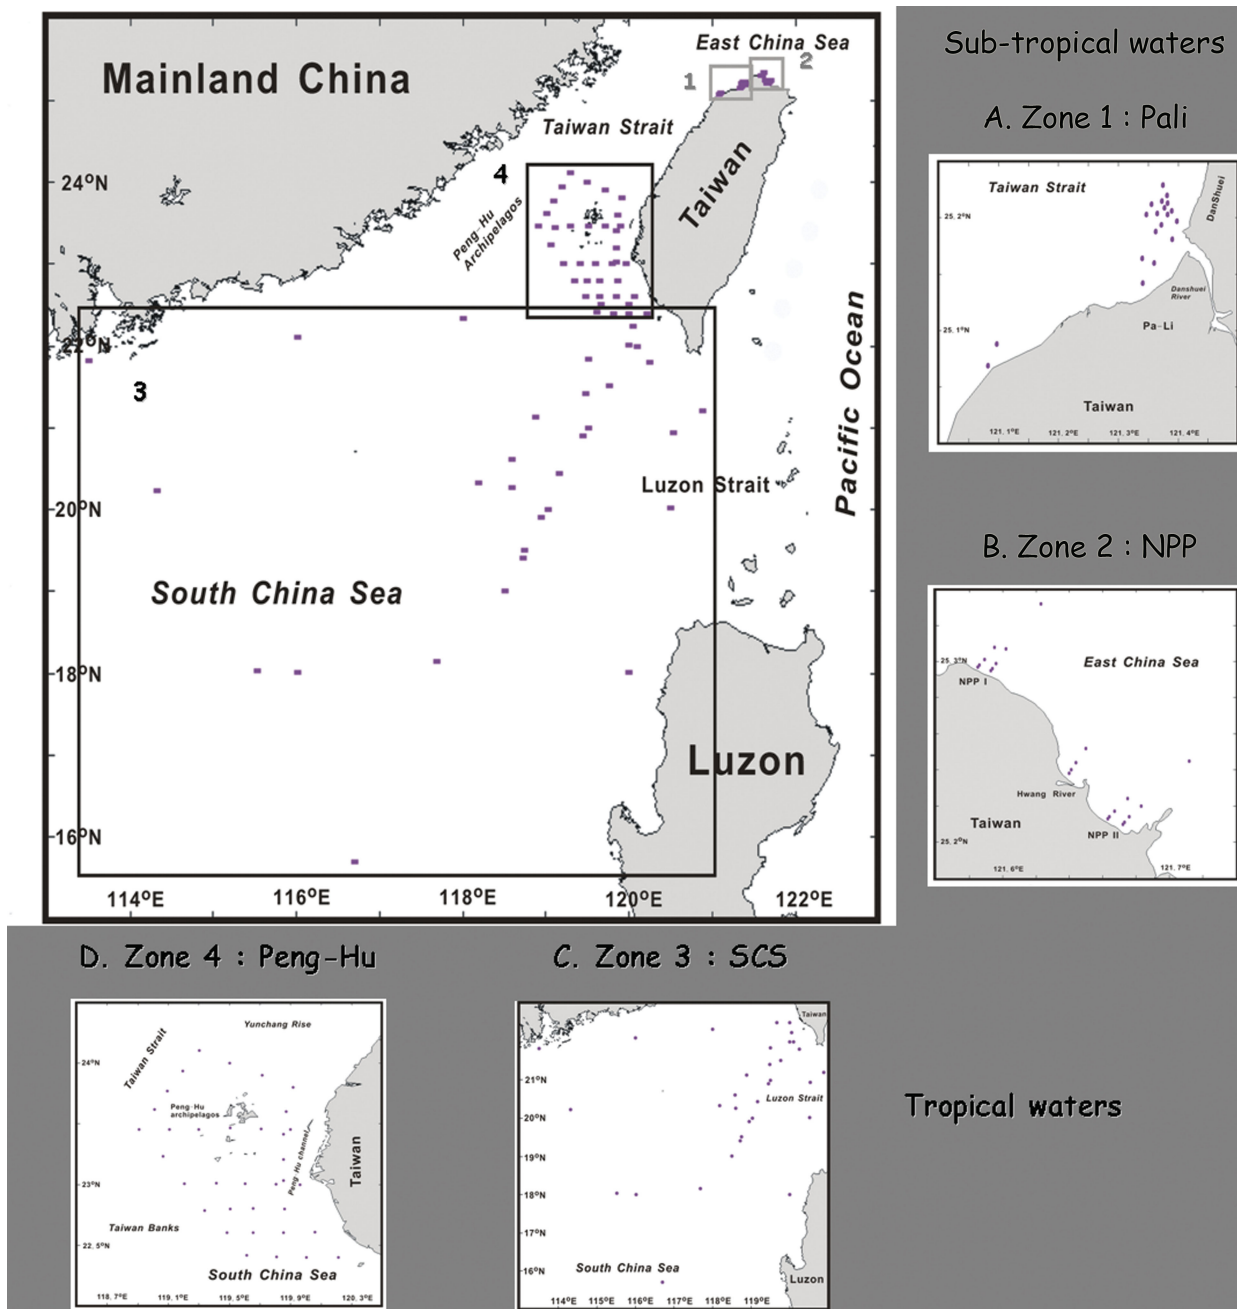 East China Sea
Mainland China
1
2
Taiwan Strait
4
24°N
Taiwan
Peng-Hu
Archipelagos
22°N
3
Pacific Ocean
Luzon Strait
20°N
South China Sea
18°N
Luzon
16°N
114°E
116°E
118°E
120°E
122°E
Sub-tropical waters
A. Zone 1 : Pali
Taiwan Strait
DanShuei
25.2°N
Danshuei
River
25.1°N
Pa-Li
Taiwan
121.1°E
121.2°E
121.3°E
121.4°E
B. Zone 2 : NPP
25.3°N
East China Sea
NPP I
Hwang River
Taiwan
NPP II
25.2°N
121.6°E
121.7°E
D. Zone 4 : Peng-Hu
Yunchang Rise
Taiwan Strait
24°N
Peng-Hu
archipelagos
Peng Hu channel
Taiwan
23°N
Taiwan Banks
22.5°N
South China Sea
118.7°E
119.1°E
119.5°E
119.9°E
120.3°E
C. Zone 3 : SCS
Taiwan
21°N
Luzon Strait
20°N
19°N
18°N
17°N
South China Sea
16°N
Luzon
114°E
115°E
116°E
117°E
118°E
119°E
Tropical waters